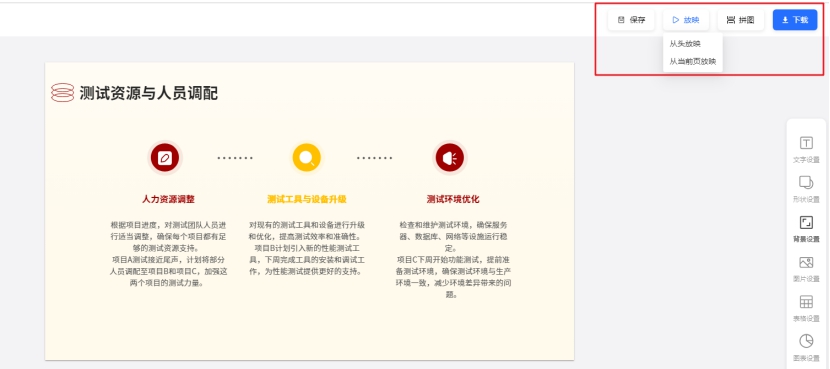 保存
放映
拼图
下载
从头放映
从当前页放映
测试资源与人员调配
人力资源调整
根据项目进度，对测试团队人员进
行适当调整，确保每个项目都有足
够的测试资源支持。
项目A测试接近尾声，计划将部分
人员调配至项目B和项目C，加强这
两个项目的测试力量。
测试工具与设备升级
对现有的测试工具和设备进行升级
和优化，提高测试效率和准确性。
项目B计划引入新的性能测试工
具，下周完成工具的安装和调试工
作，为性能测试提供更好的支持。
测试环境优化
检查和维护测试环境，确保服务
器、数据库、网络等设施运行稳
定。
项目C下周开始功能测试，提前准
备测试环境，确保测试环境与生产
环境一致，减少环境差异带来的问
题。
文字设置
形状设置
背景设置
图片设置
表格设置
图表设置